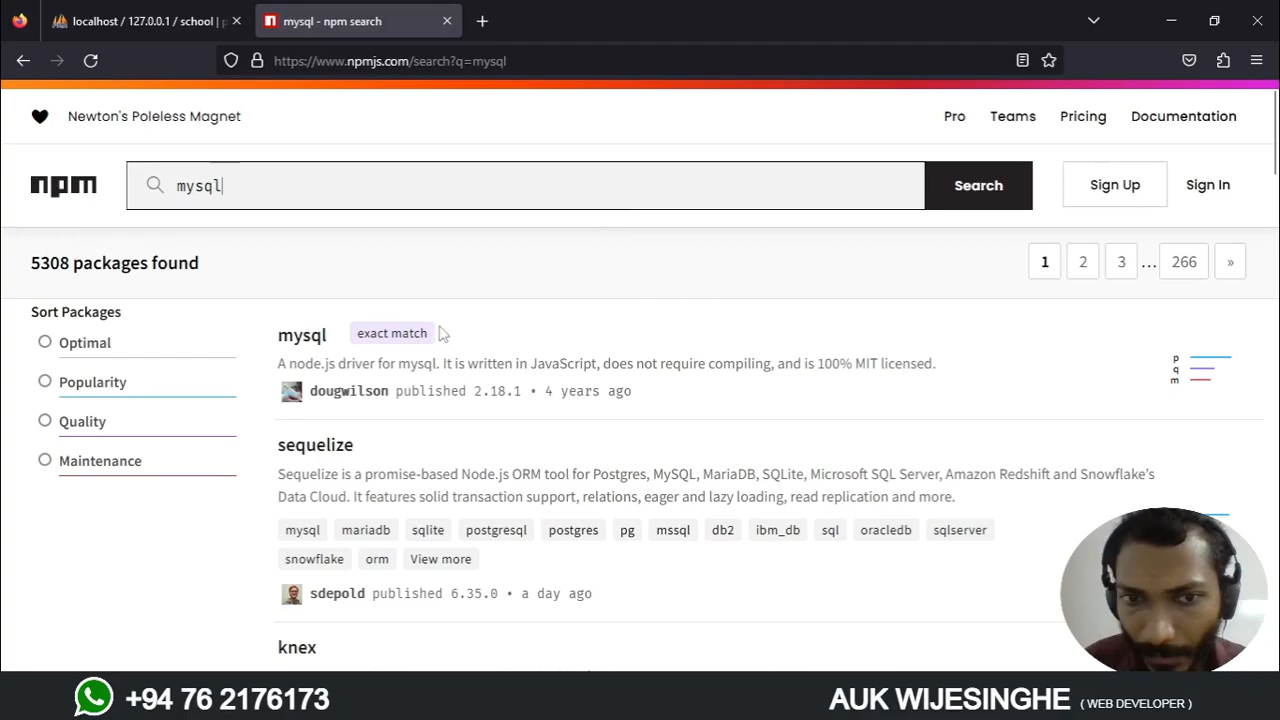 localhost / 127.0.0.1 / school | p
mysql - npm search
https://www.npmjs.com/search?q=mysql
Newton's Poleless Magnet
Pro
Teams
Pricing
Documentation
npm
mysql
Search
Sign Up
Sign In
5308 packages found
1 2 3 ... 266 »
Sort Packages
Optimal
Popularity
Quality
Maintenance
mysql exact match
A node.js driver for mysql. It is written in JavaScript, does not require compiling, and is 100% MIT licensed.
dougwilson published 2.18.1 • 4 years ago
p
q
m
sequelize
Sequelize is a promise-based Node.js ORM tool for Postgres, MySQL, MariaDB, SQLite, Microsoft SQL Server, Amazon Redshift and Snowflake's
Data Cloud. It features solid transaction support, relations, eager and lazy loading, read replication and more.
mysql mariadb sqlite postgresql postgres pg mssql db2 ibm_db sql oracledb sqlserver
snowflake orm View more
sdepold published 6.35.0 • a day ago
knex
+94 76 2176173
AUK WIJESINGHE ( WEB DEVELOPER )